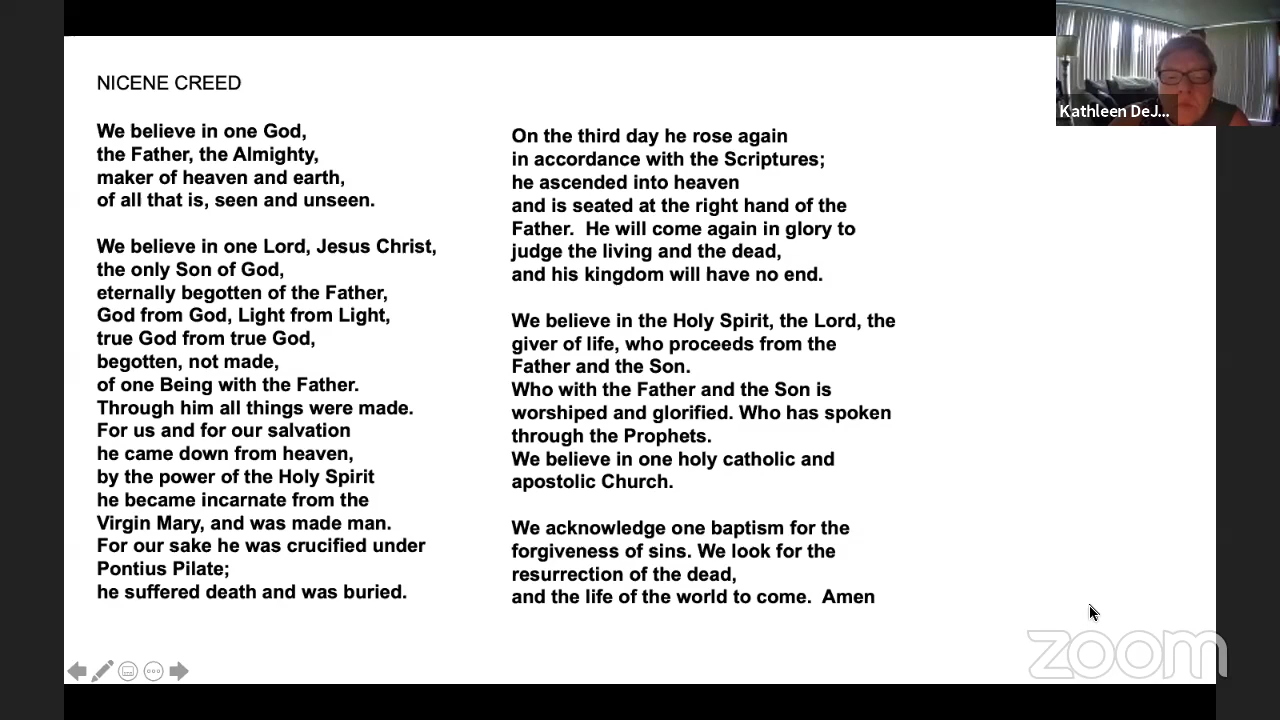 NICENE CREED
We believe in one God,
the Father, the Almighty,
maker of heaven and earth,
of all that is, seen and unseen.
We believe in one Lord, Jesus Christ,
the only Son of God,
eternally begotten of the Father,
God from God, Light from Light,
true God from true God,
begotten, not made,
of one Being with the Father.
Through him all things were made.
For us and for our salvation
he came down from heaven,
by the power of the Holy Spirit
he became incarnate from the
Virgin Mary, and was made man.
For our sake he was crucified under
Pontius Pilate;
he suffered death and was buried.
On the third day he rose again
in accordance with the Scriptures;
he ascended into heaven
and is seated at the right hand of the
Father.  He will come again in glory to
judge the living and the dead,
and his kingdom will have no end.
We believe in the Holy Spirit, the Lord, the
giver of life, who proceeds from the
Father and the Son.
Who with the Father and the Son is
worshiped and glorified. Who has spoken
through the Prophets.
We believe in one holy catholic and
apostolic Church.
We acknowledge one baptism for the
forgiveness of sins. We look for the
resurrection of the dead,
and the life of the world to come.  Amen
Kathleen DeJ...
zoom